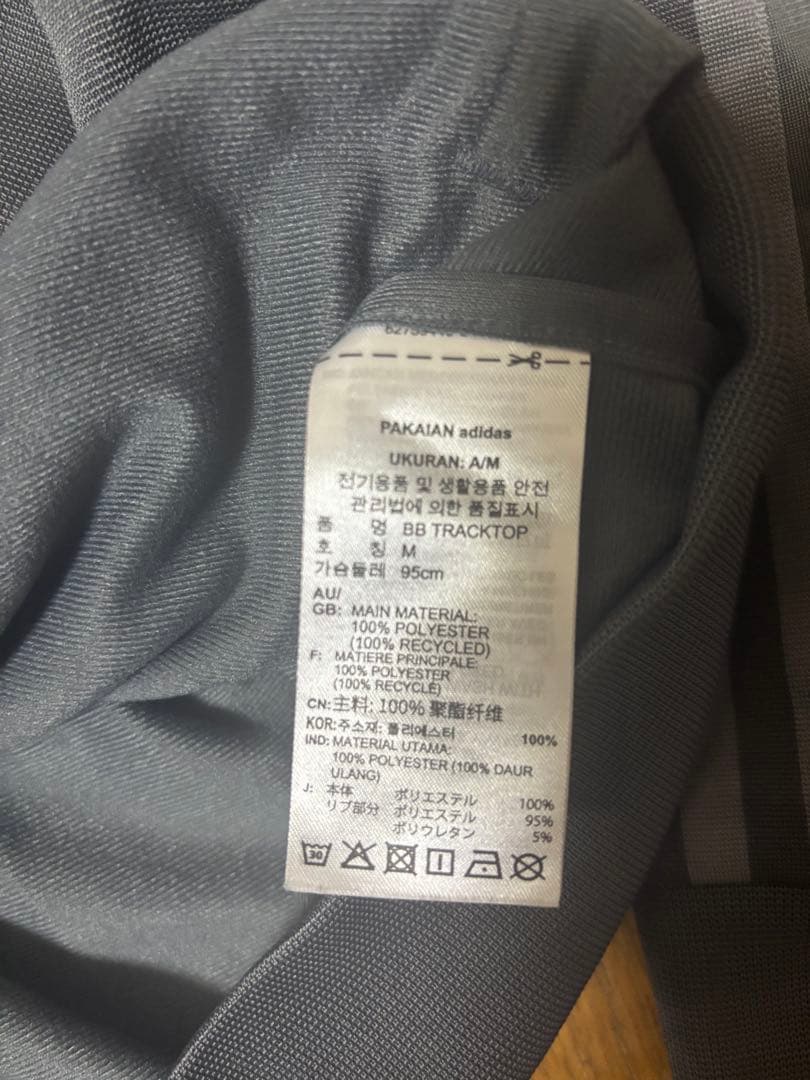 PAKAIAN adidas
UKURAN: A/M
전기용품 및 생활용품 안전
관리법에 의한 품질표시
품 명 BB TRACKTOP
호 칭 M
가슴둘레 95cm
AU/
GB: MAIN MATERIAL:
100% POLYESTER
(100% RECYCLED)
F: MATIERE PRINCIPALE:
100% POLYESTER
(100% RECYCLÉ)
CN: 主料: 100% 聚酯纤维
KOR: 주소재: 폴리에스터 100%
IND: MATERIAL UTAMA:
100% POLYESTER (100% DAUR
ULANG)
J: 本体 ポリエステル 100%
リブ部分 ポリエステル 95%
ポリウレタン 5%
30